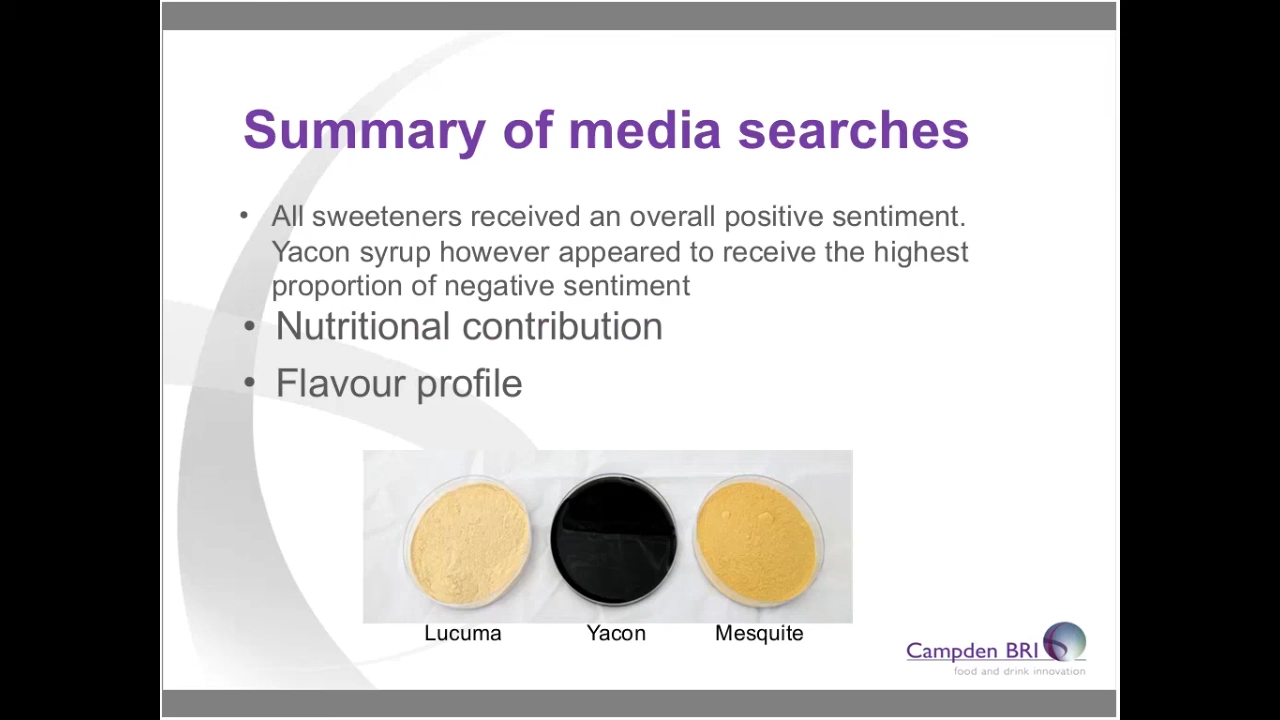 Summary of media searches
• All sweeteners received an overall positive sentiment.
Yacon syrup however appeared to receive the highest
proportion of negative sentiment
• Nutritional contribution
• Flavour profile
Lucuma Yacon Mesquite
Campden BRI
food and drink innovation